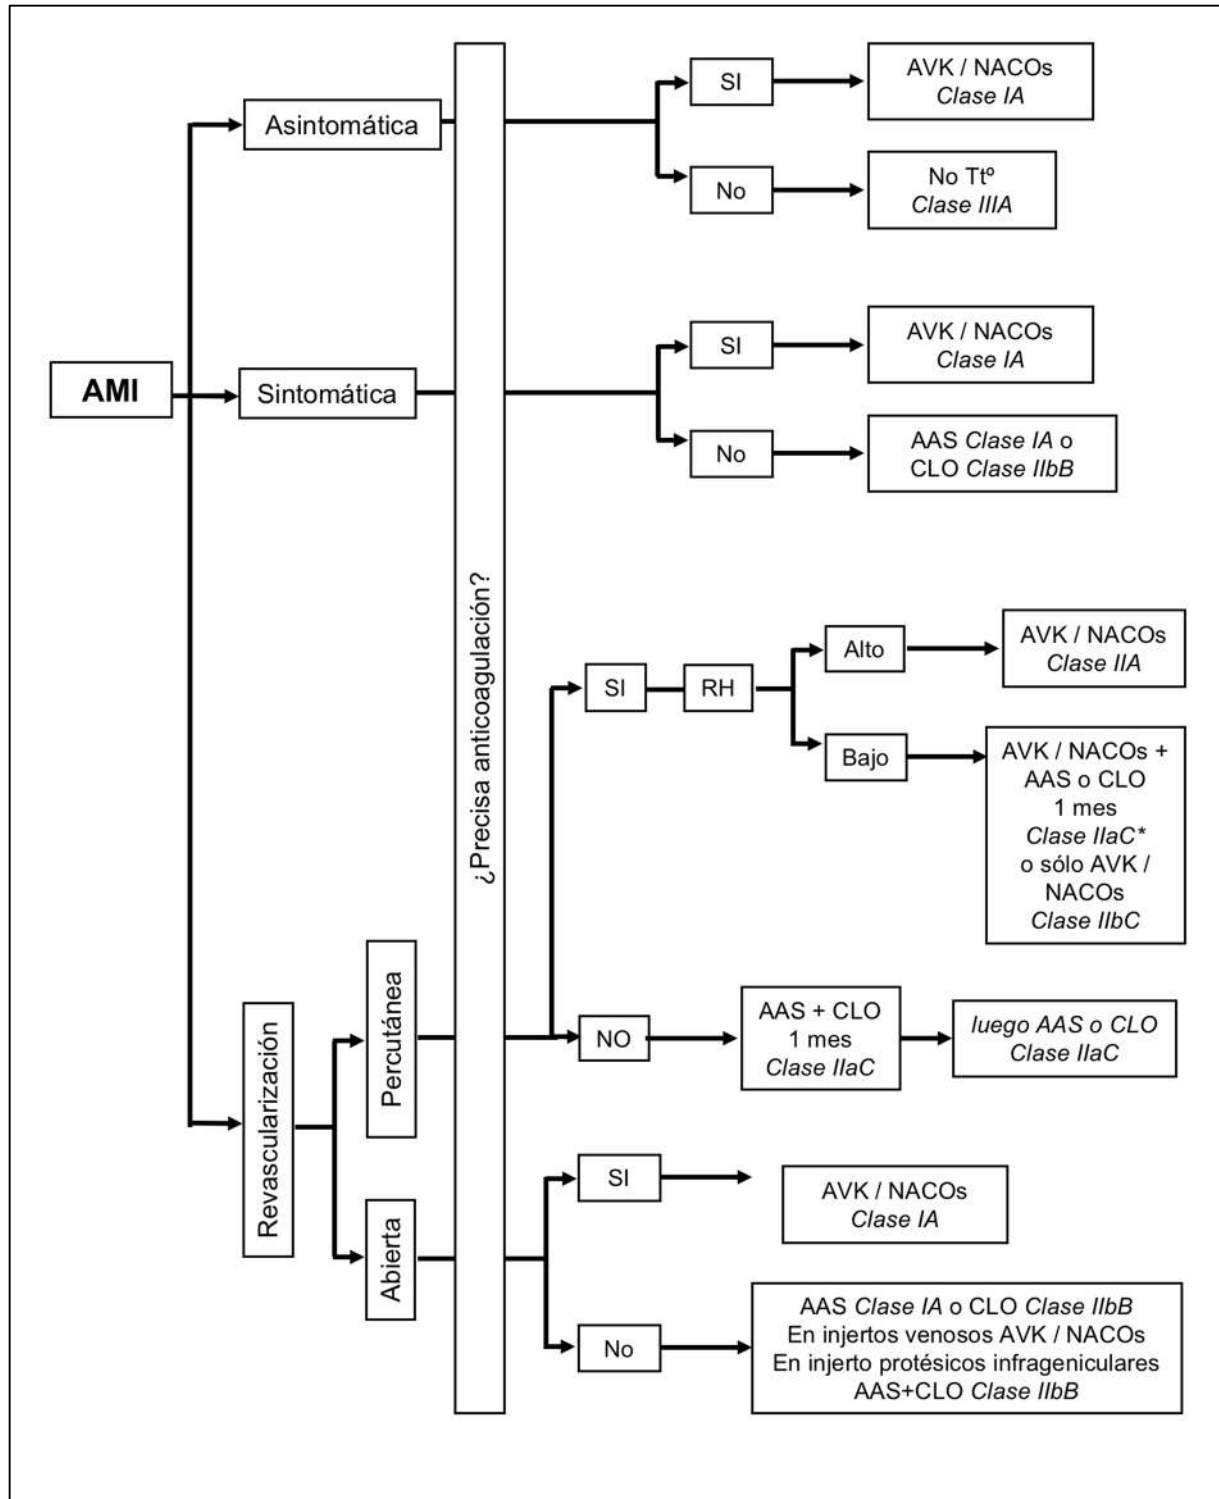 AMI
Asintomática
Sintomática
Revascularización
Percutánea
Abierta
¿Precisa anticoagulación?
SI
AVK / NACOs
Clase IA
No
No Ttº
Clase IIIA
SI
AVK / NACOs
Clase IA
No
AAS Clase IA o
CLO Clase IIbB
SI
RH
Alto
AVK / NACOs
Clase IIA
Bajo
AVK / NACOs +
AAS o CLO
1 mes
Clase IIaC*
o sólo AVK /
NACOs
Clase IIbC
NO
AAS + CLO
1 mes
Clase IIaC
luego AAS o CLO
Clase IIaC
SI
AVK / NACOs
Clase IA
No
AAS Clase IA o CLO Clase IIbB
En injertos venosos AVK / NACOs
En injerto protésicos infrageniculares
AAS+CLO Clase IIbB